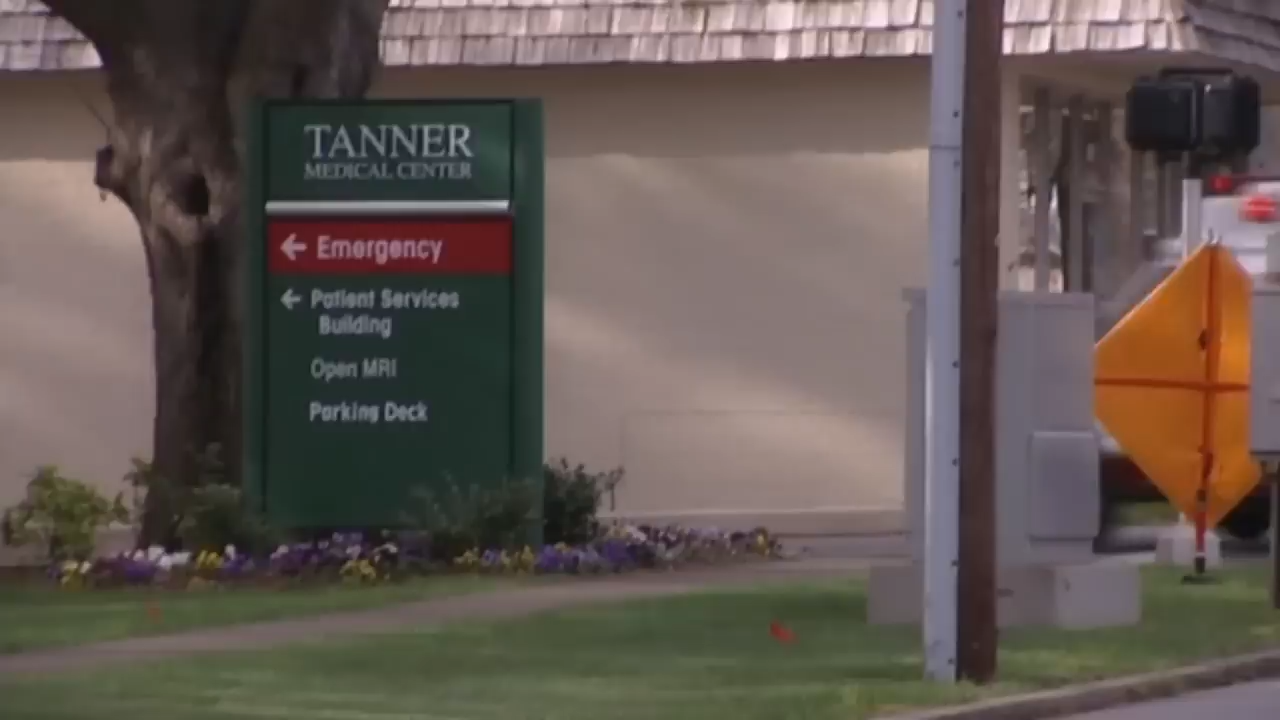 TANNER
MEDICAL CENTER
← Emergency
← Patient Services
Building
Open MRI
Parking Deck